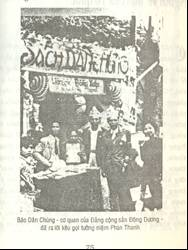 SÁCH DÂN CHÚNG
Báo Dân Chúng - cơ quan của Đảng cộng sản Đông Dương -
đã ra lời kêu gọi tưởng niệm Phan Thanh
75